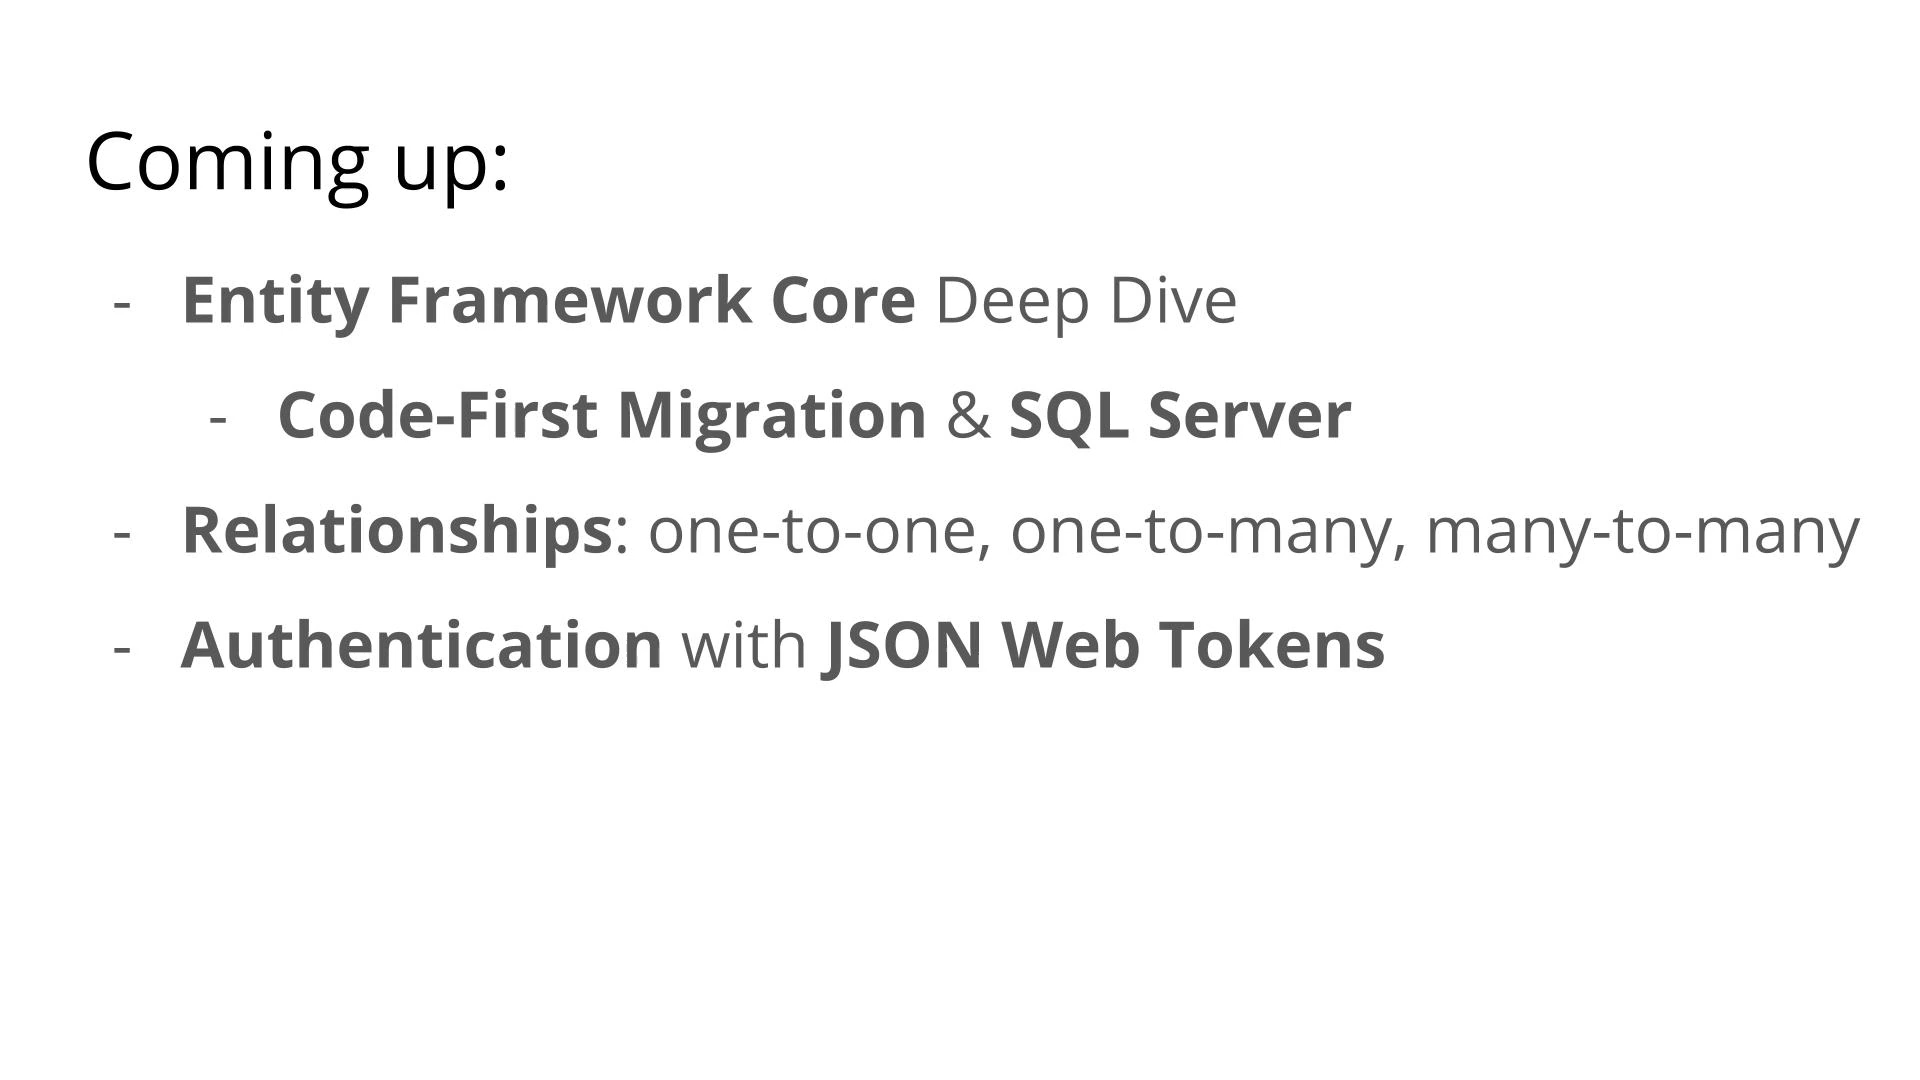 Coming up:
- Entity Framework Core Deep Dive
- Code-First Migration & SQL Server
- Relationships: one-to-one, one-to-many, many-to-many
- Authentication with JSON Web Tokens